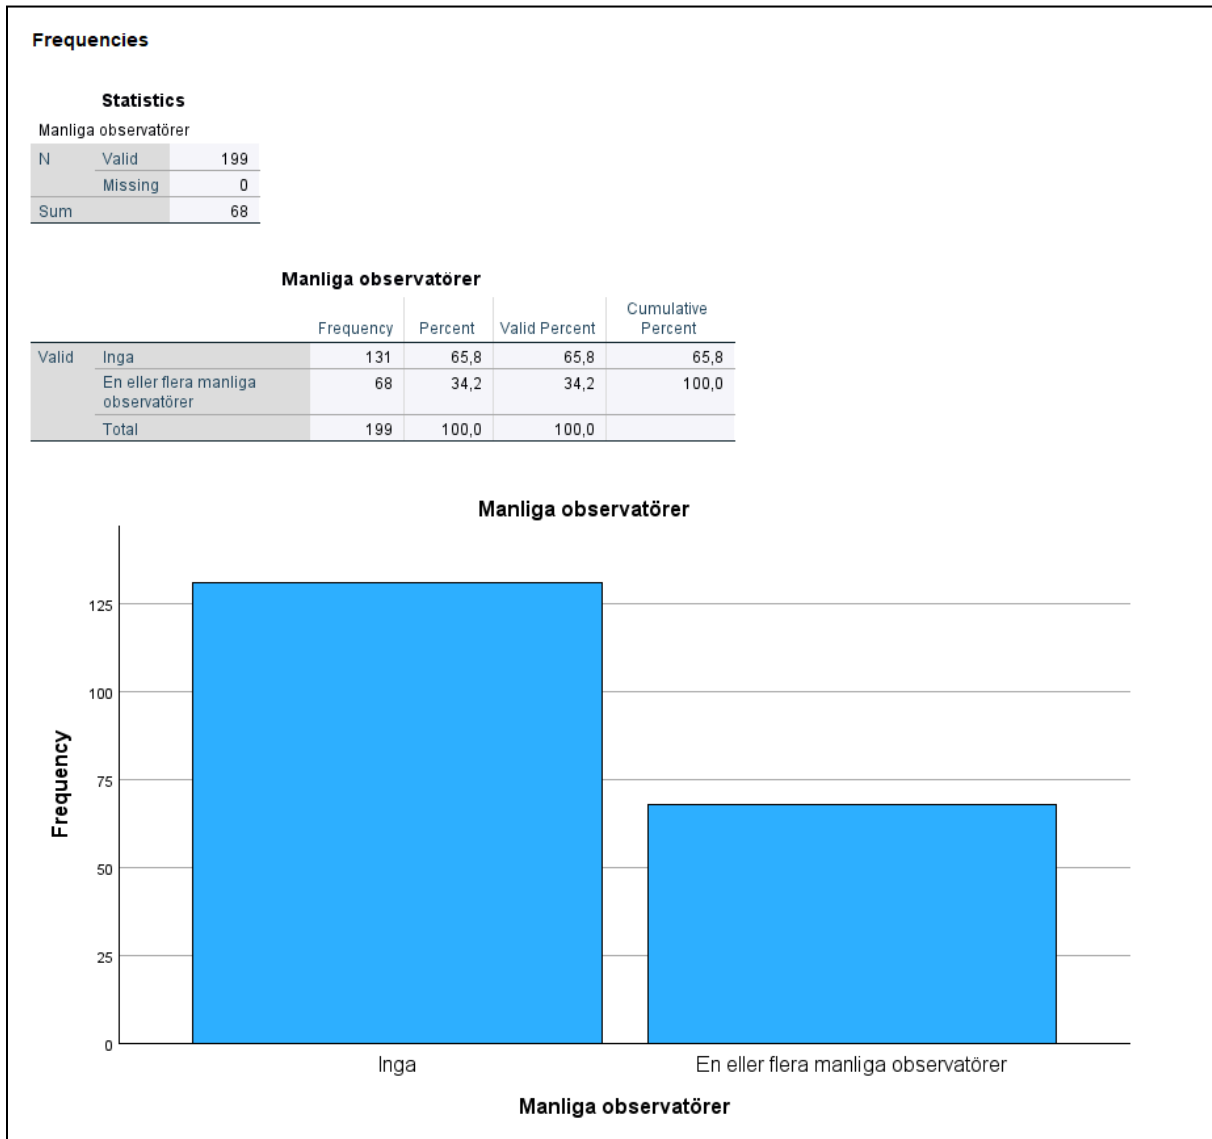 Frequencies
Statistics
Manliga observatörer
N Valid 199
Missing 0
Sum 68
Manliga observatörer
Frequency Percent Valid Percent Cumulative Percent
Valid Inga 131 65,8 65,8 65,8
En eller flera manliga observatörer 68 34,2 34,2 100,0
Total 199 100,0 100,0
Manliga observatörer
125
100
75
50
25
0
Frequency
Inga En eller flera manliga observatörer
Manliga observatörer